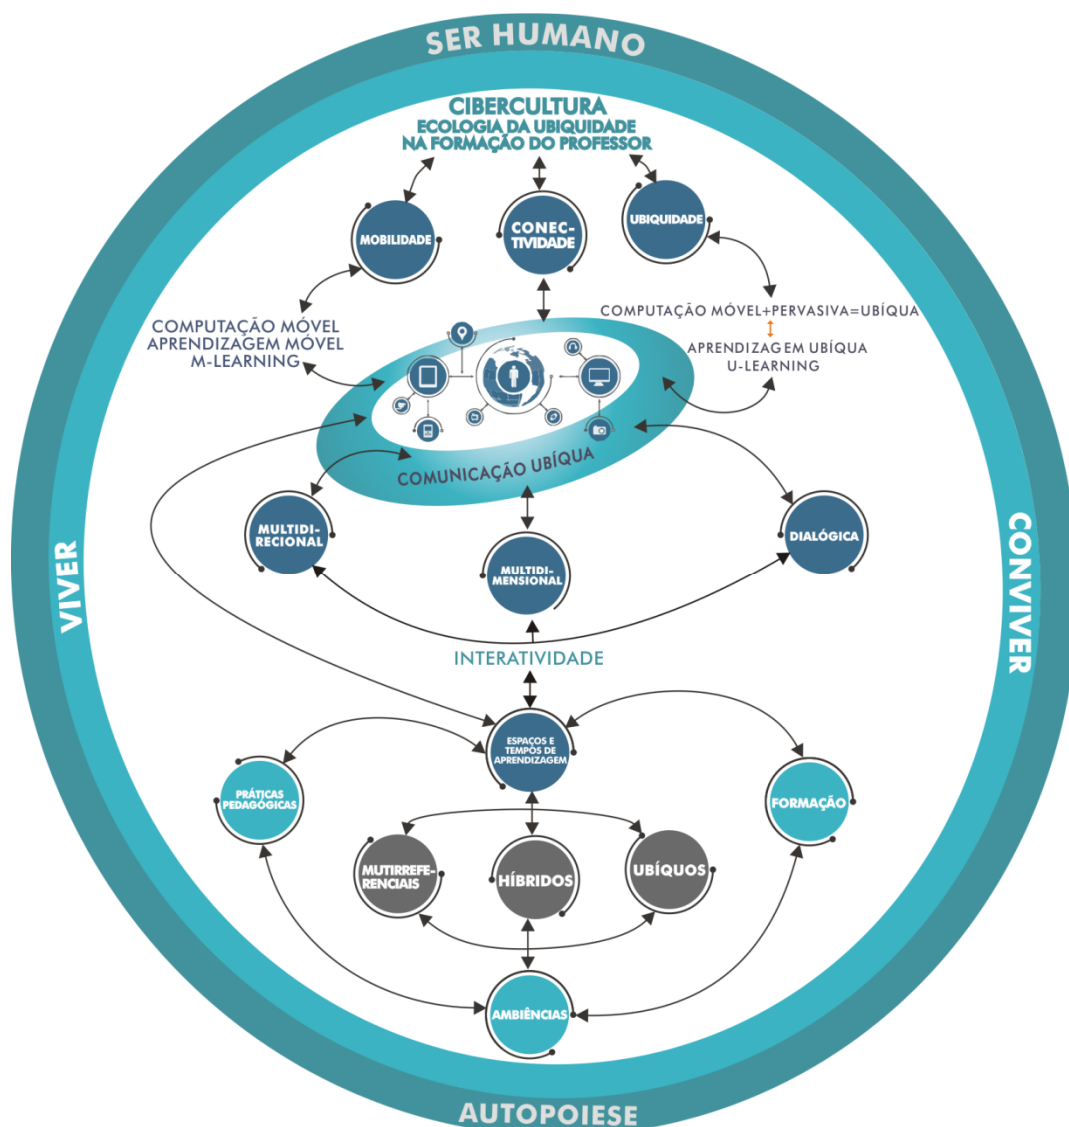 SER HUMANO
CIBERCULTURA
ECOLOGIA DA UBIQUIDADE
NA FORMAÇÃO DO PROFESSOR
MOBILIDADE
CONEC-
TIVIDADE
UBIQUIDADE
COMPUTAÇÃO MÓVEL
APRENDIZAGEM MÓVEL
M-LEARNING
COMPUTAÇÃO MÓVEL+PERVASIVA=UBÍQUA
APRENDIZAGEM UBÍQUA
U-LEARNING
COMUNICAÇÃO UBÍQUA
MULTIDI-
RECIONAL
MULTIDI-
MENSIONAL
DIALÓGICA
VIVER
CONVIVER
INTERATIVIDADE
ESPAÇOS E
TEMPOS DE
APRENDIZAGEM
PRÁTICAS
PEDAGÓGICAS
FORMAÇÃO
MUTIRREFE-
RENCIAIS
HÍBRIDOS
UBÍQUOS
AMBIÊNCIAS
AUTOPOIESE